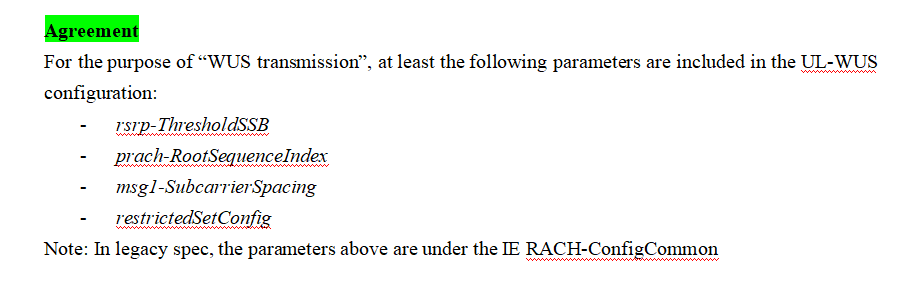 Agreement
For the purpose of “WUS transmission”, at least the following parameters are included in the UL-WUS
configuration:
- rsrp-ThresholdSSB
- prach-RootSequenceIndex
- msg1-SubcarrierSpacing
- restrictedSetConfig
Note: In legacy spec, the parameters above are under the IE RACH-ConfigCommon